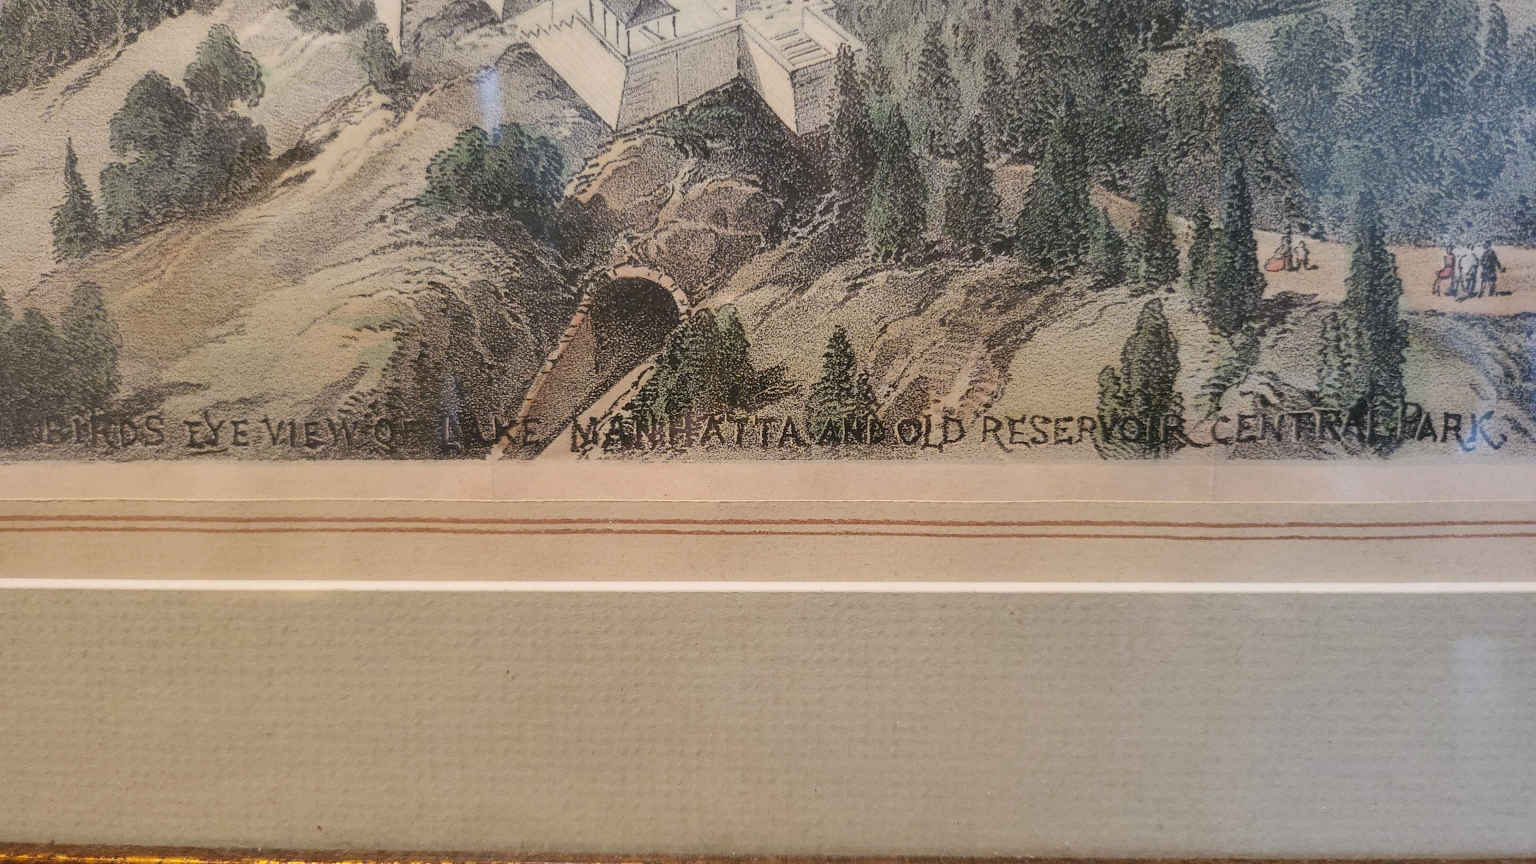 BIRDS EYE VIEW OF LAKE MANHATTA AND OLD RESERVOIR CENTRAL PARK.